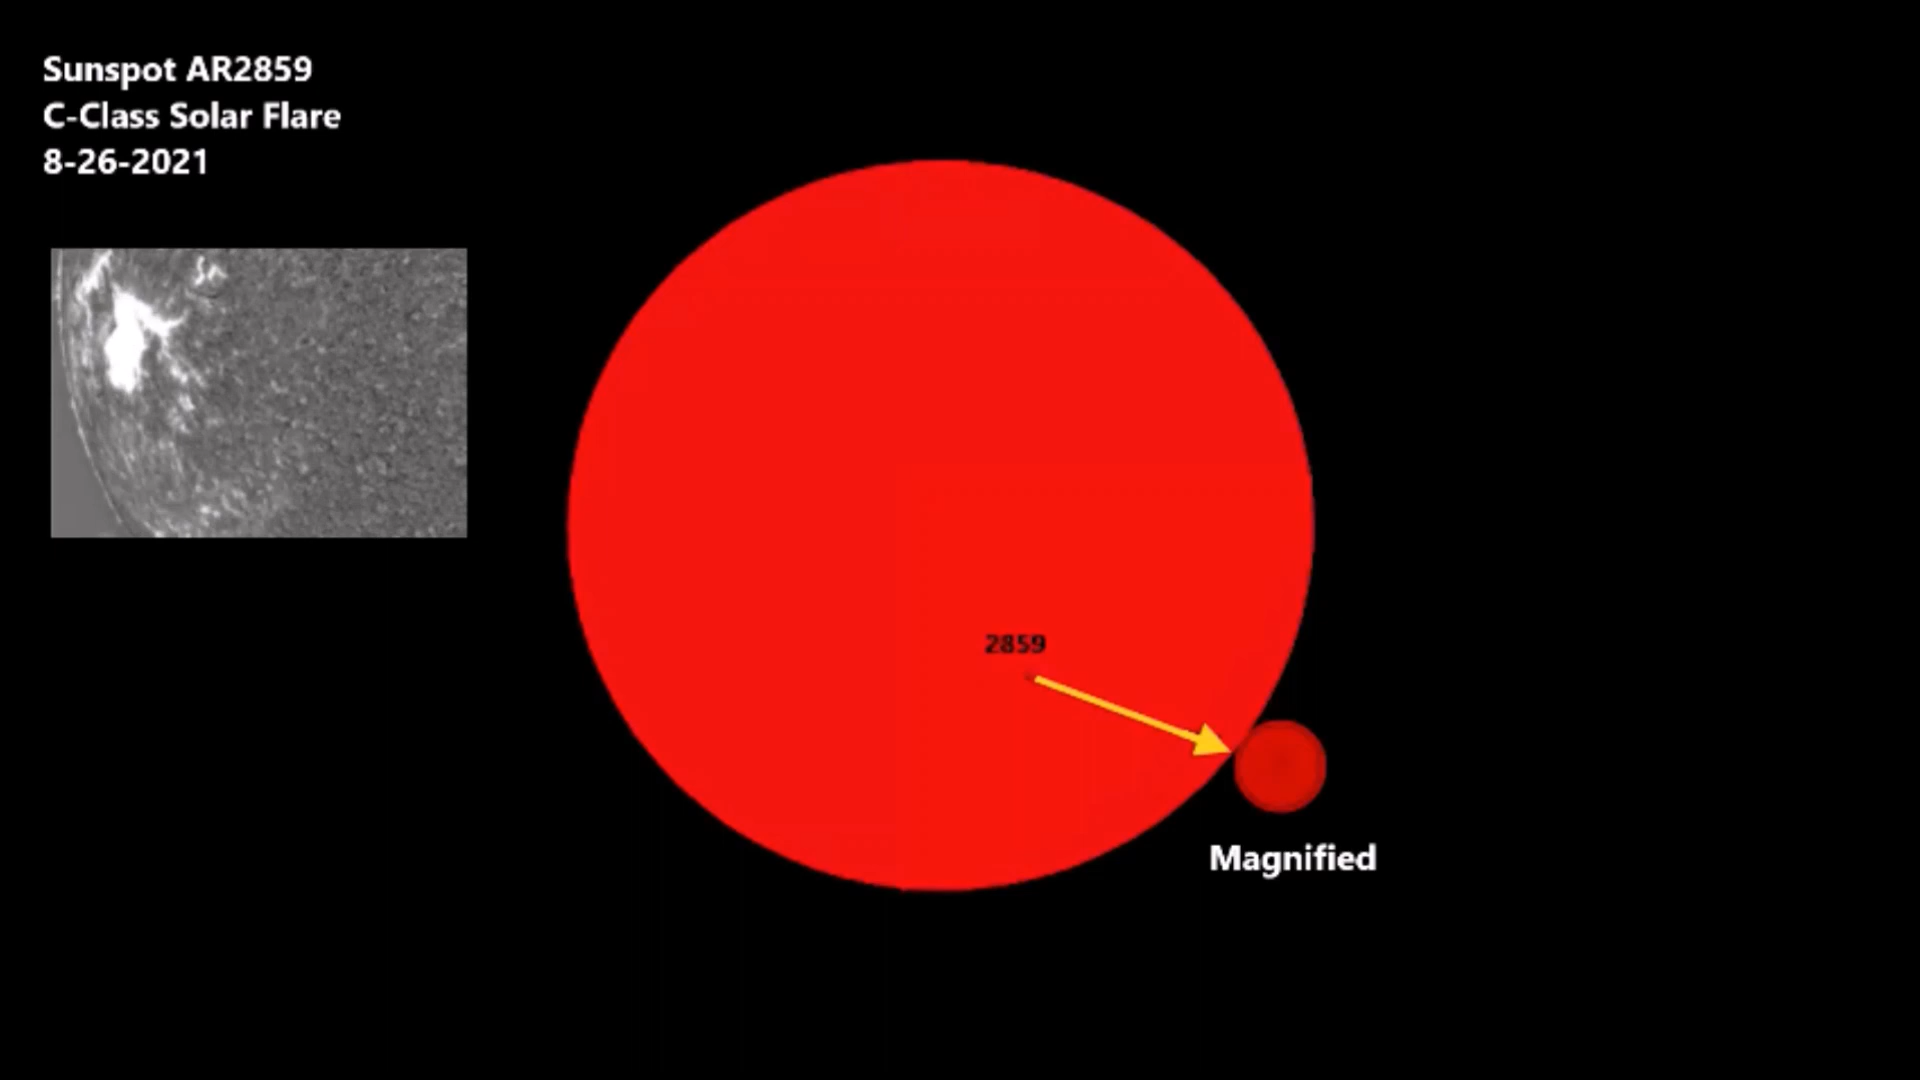 Sunspot AR2859
C-Class Solar Flare
8-26-2021
2859
Magnified